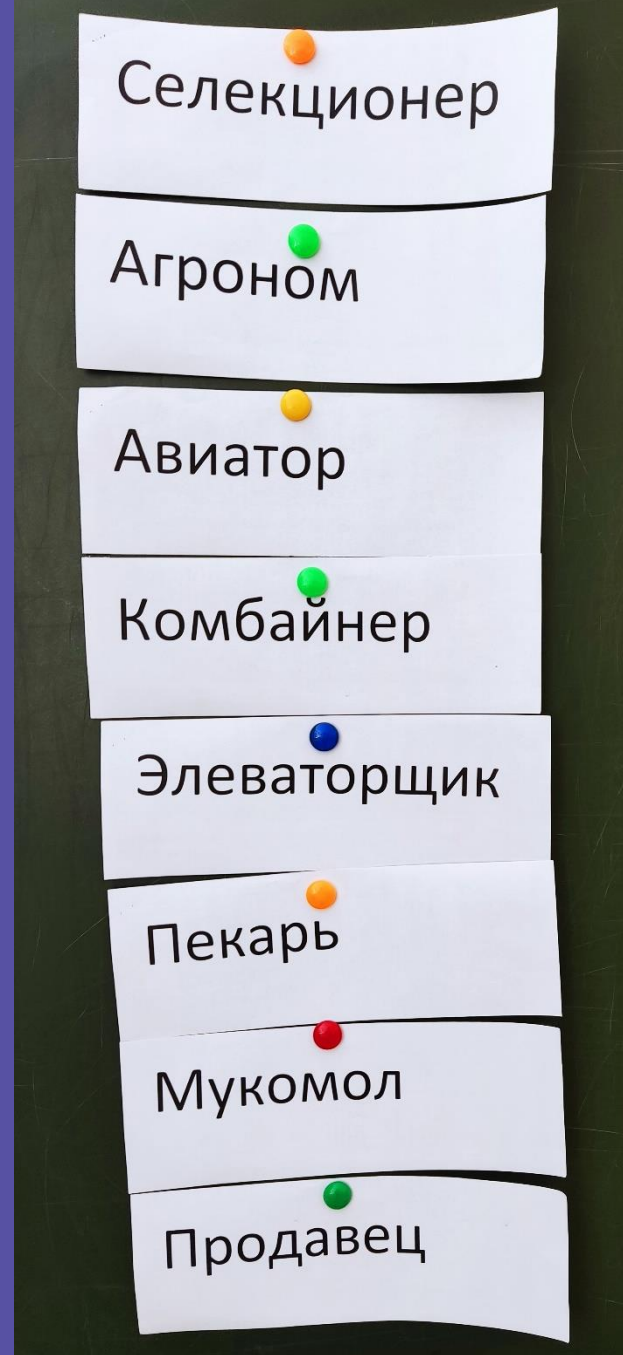 Селекционер
Агроном
Авиатор
Комбайнер
Элеваторщик
Пекарь
Мукомол
Продавец